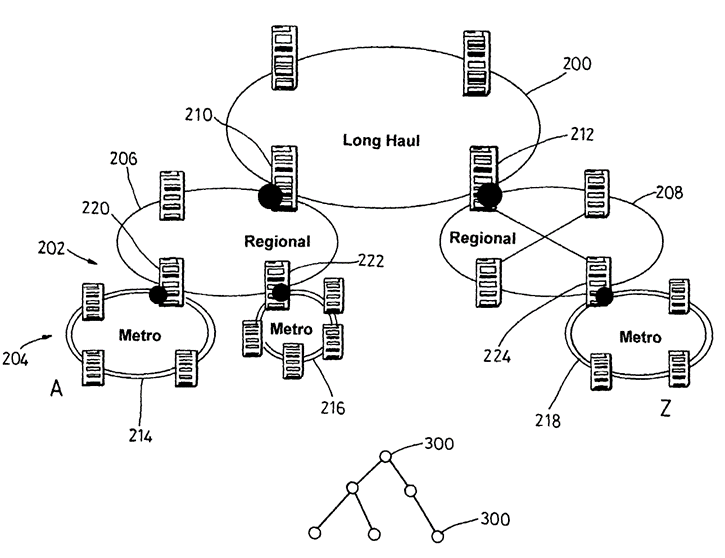 200
210
Long Haul
212
206
208
220
Regional
Regional
202
222
Metro
Metro
Metro
204
224
A
216
218
Z
214
300
300